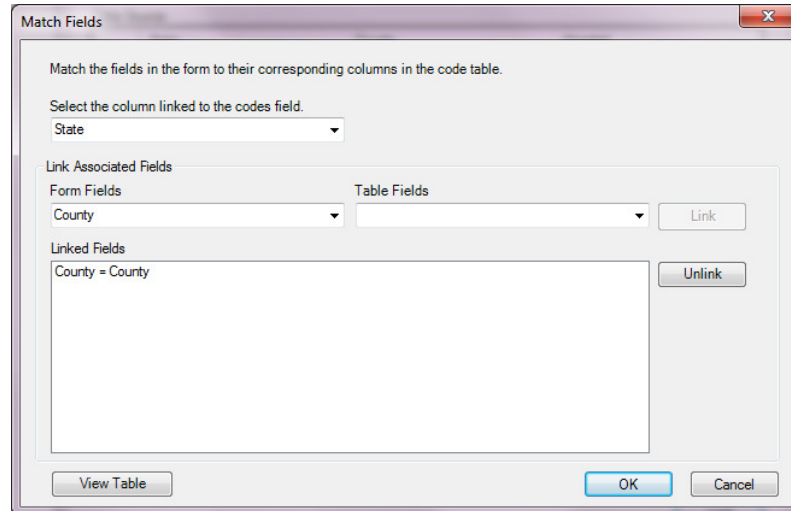 Match Fields
Match the fields in the form to their corresponding columns in the code table.
Select the column linked to the codes field.
State
Link Associated Fields
Form Fields
Table Fields
County
Link
Linked Fields
County = County
Unlink
View Table
OK
Cancel